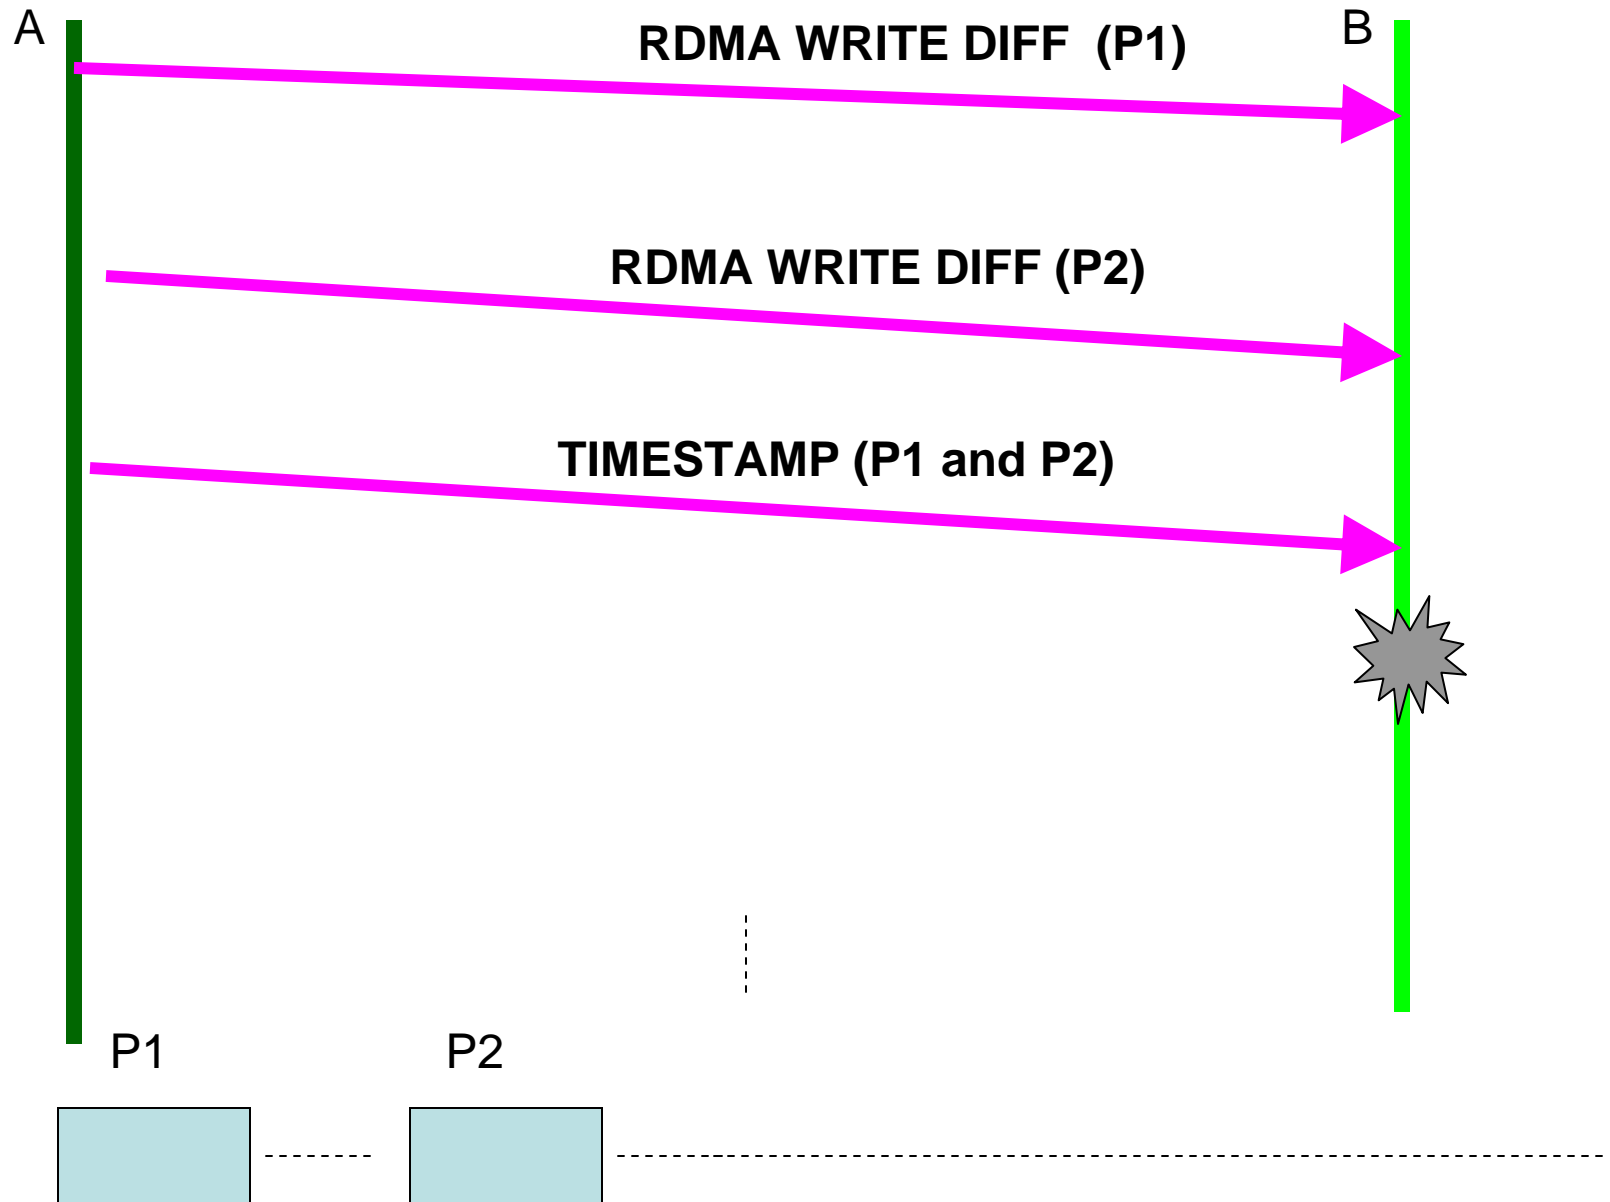 A
B
RDMA WRITE DIFF (P1)
RDMA WRITE DIFF (P2)
TIMESTAMP (P1 and P2)
P1
P2